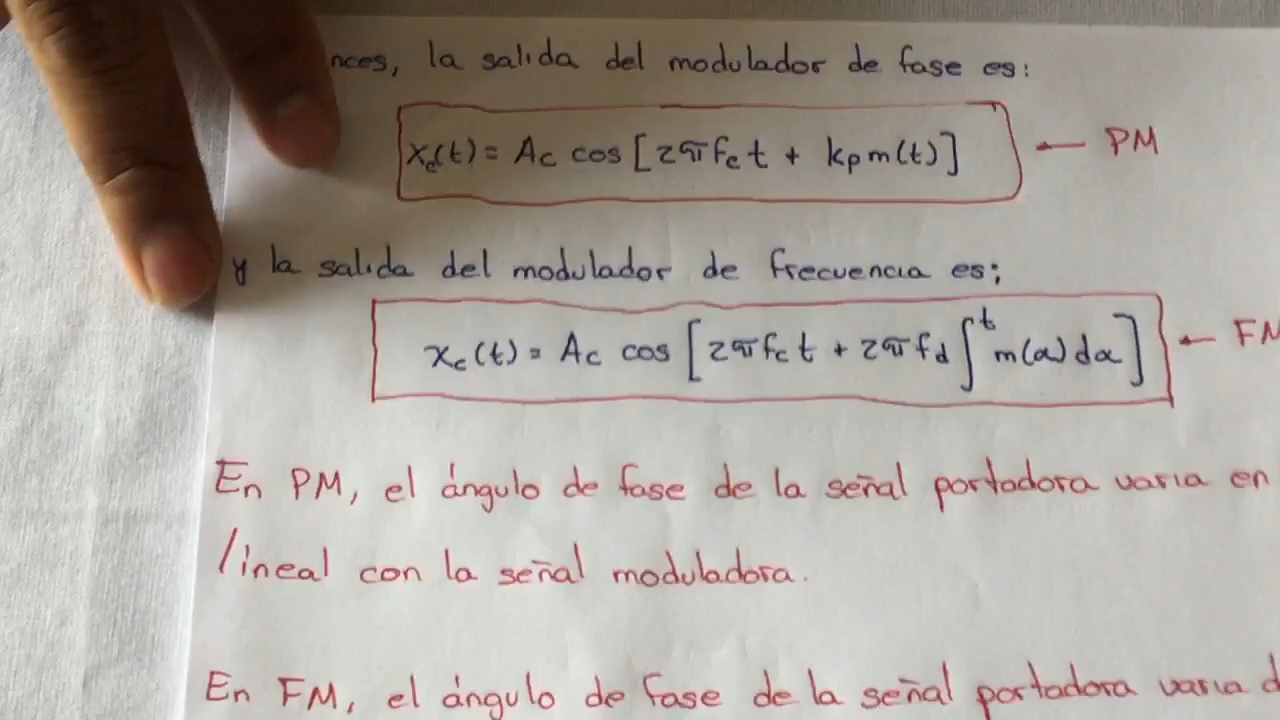 nces, la salida del modulador de fase es:
x_c(t) = A_c cos [2πf_c t + k_p m(t)] ← PM
y la salida del modulador de frecuencia es;
x_c(t) = A_c cos [2πf_c t + 2πf_d ∫^t m(α) dα] ← FM
En PM, el ángulo de fase de la señal portadora varia en
lineal con la señal moduladora.
En FM, el ángulo de fase de la señal portadora varia d